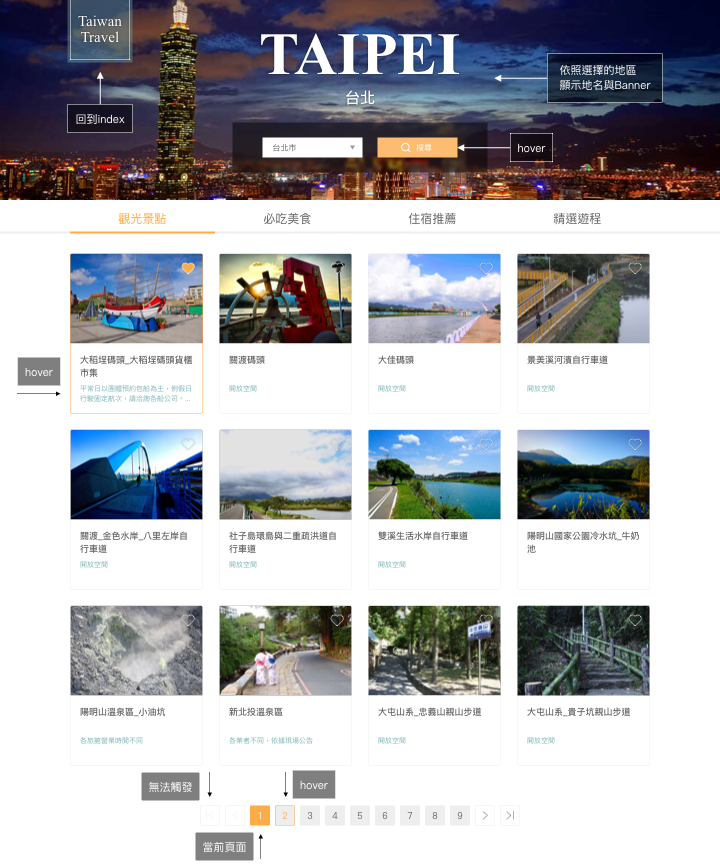 Taiwan
Travel
TAIPEI
台北
依照選擇的地區
顯示地名與Banner
回到index
台北市
搜尋
hover
觀光景點
必吃美食
住宿推薦
精選遊程
hover
大稻埕碼頭_大稻埕碼頭貨櫃
市集
平常日以團體預約包船為主，例假日
行駛固定航次，請洽詢各船公司。...
關渡碼頭
開放空間
大佳碼頭
開放空間
景美溪河濱自行車道
開放空間
關渡_金色水岸_八里左岸自
行車道
開放空間
社子島環島與二重疏洪道自
行車道
開放空間
雙溪生活水岸自行車道
開放空間
陽明山國家公園冷水坑_牛奶
池
陽明山溫泉區_小油坑
各旅館營業時間不同
新北投溫泉區
各業者不同，依據現場公告
大屯山系_忠義山親山步道
開放空間
大屯山系_貴子坑親山步道
開放空間
無法觸發
hover
1 2 3 4 5 6 7 8 9
當前頁面